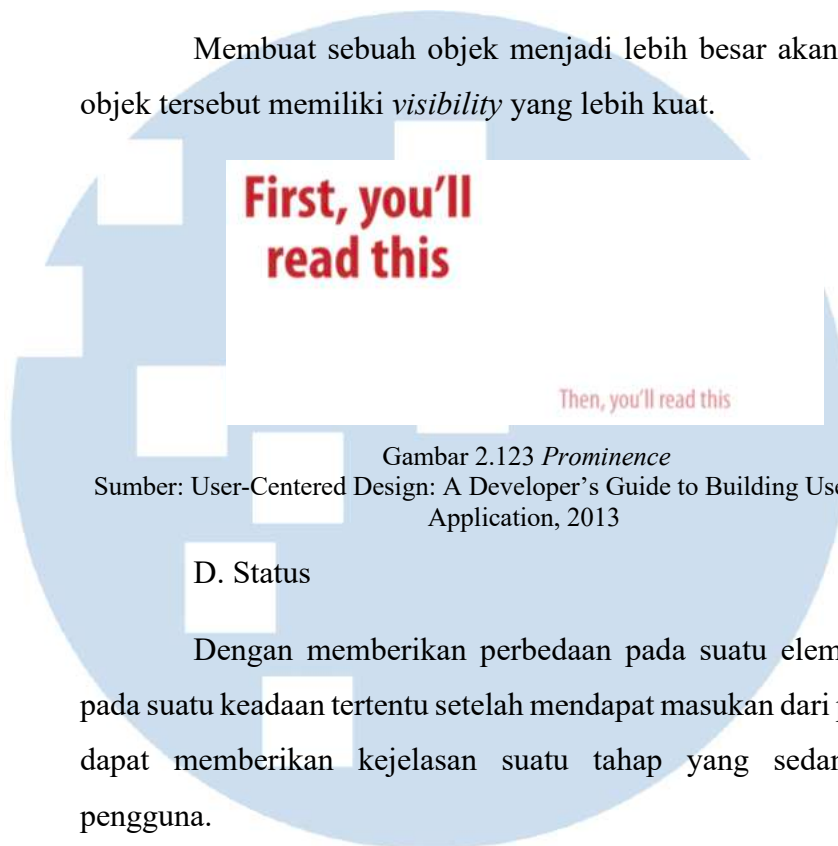 Membuat sebuah objek menjadi lebih besar akan
objek tersebut memiliki visibility yang lebih kuat.
First, you'll
read this
Then, you'll read this
Gambar 2.123 Prominence
Sumber: User-Centered Design: A Developer's Guide to Building Use
Application, 2013
D. Status
Dengan memberikan perbedaan pada suatu elem
pada suatu keadaan tertentu setelah mendapat masukan dari p
dapat memberikan kejelasan suatu tahap yang sedan
pengguna.